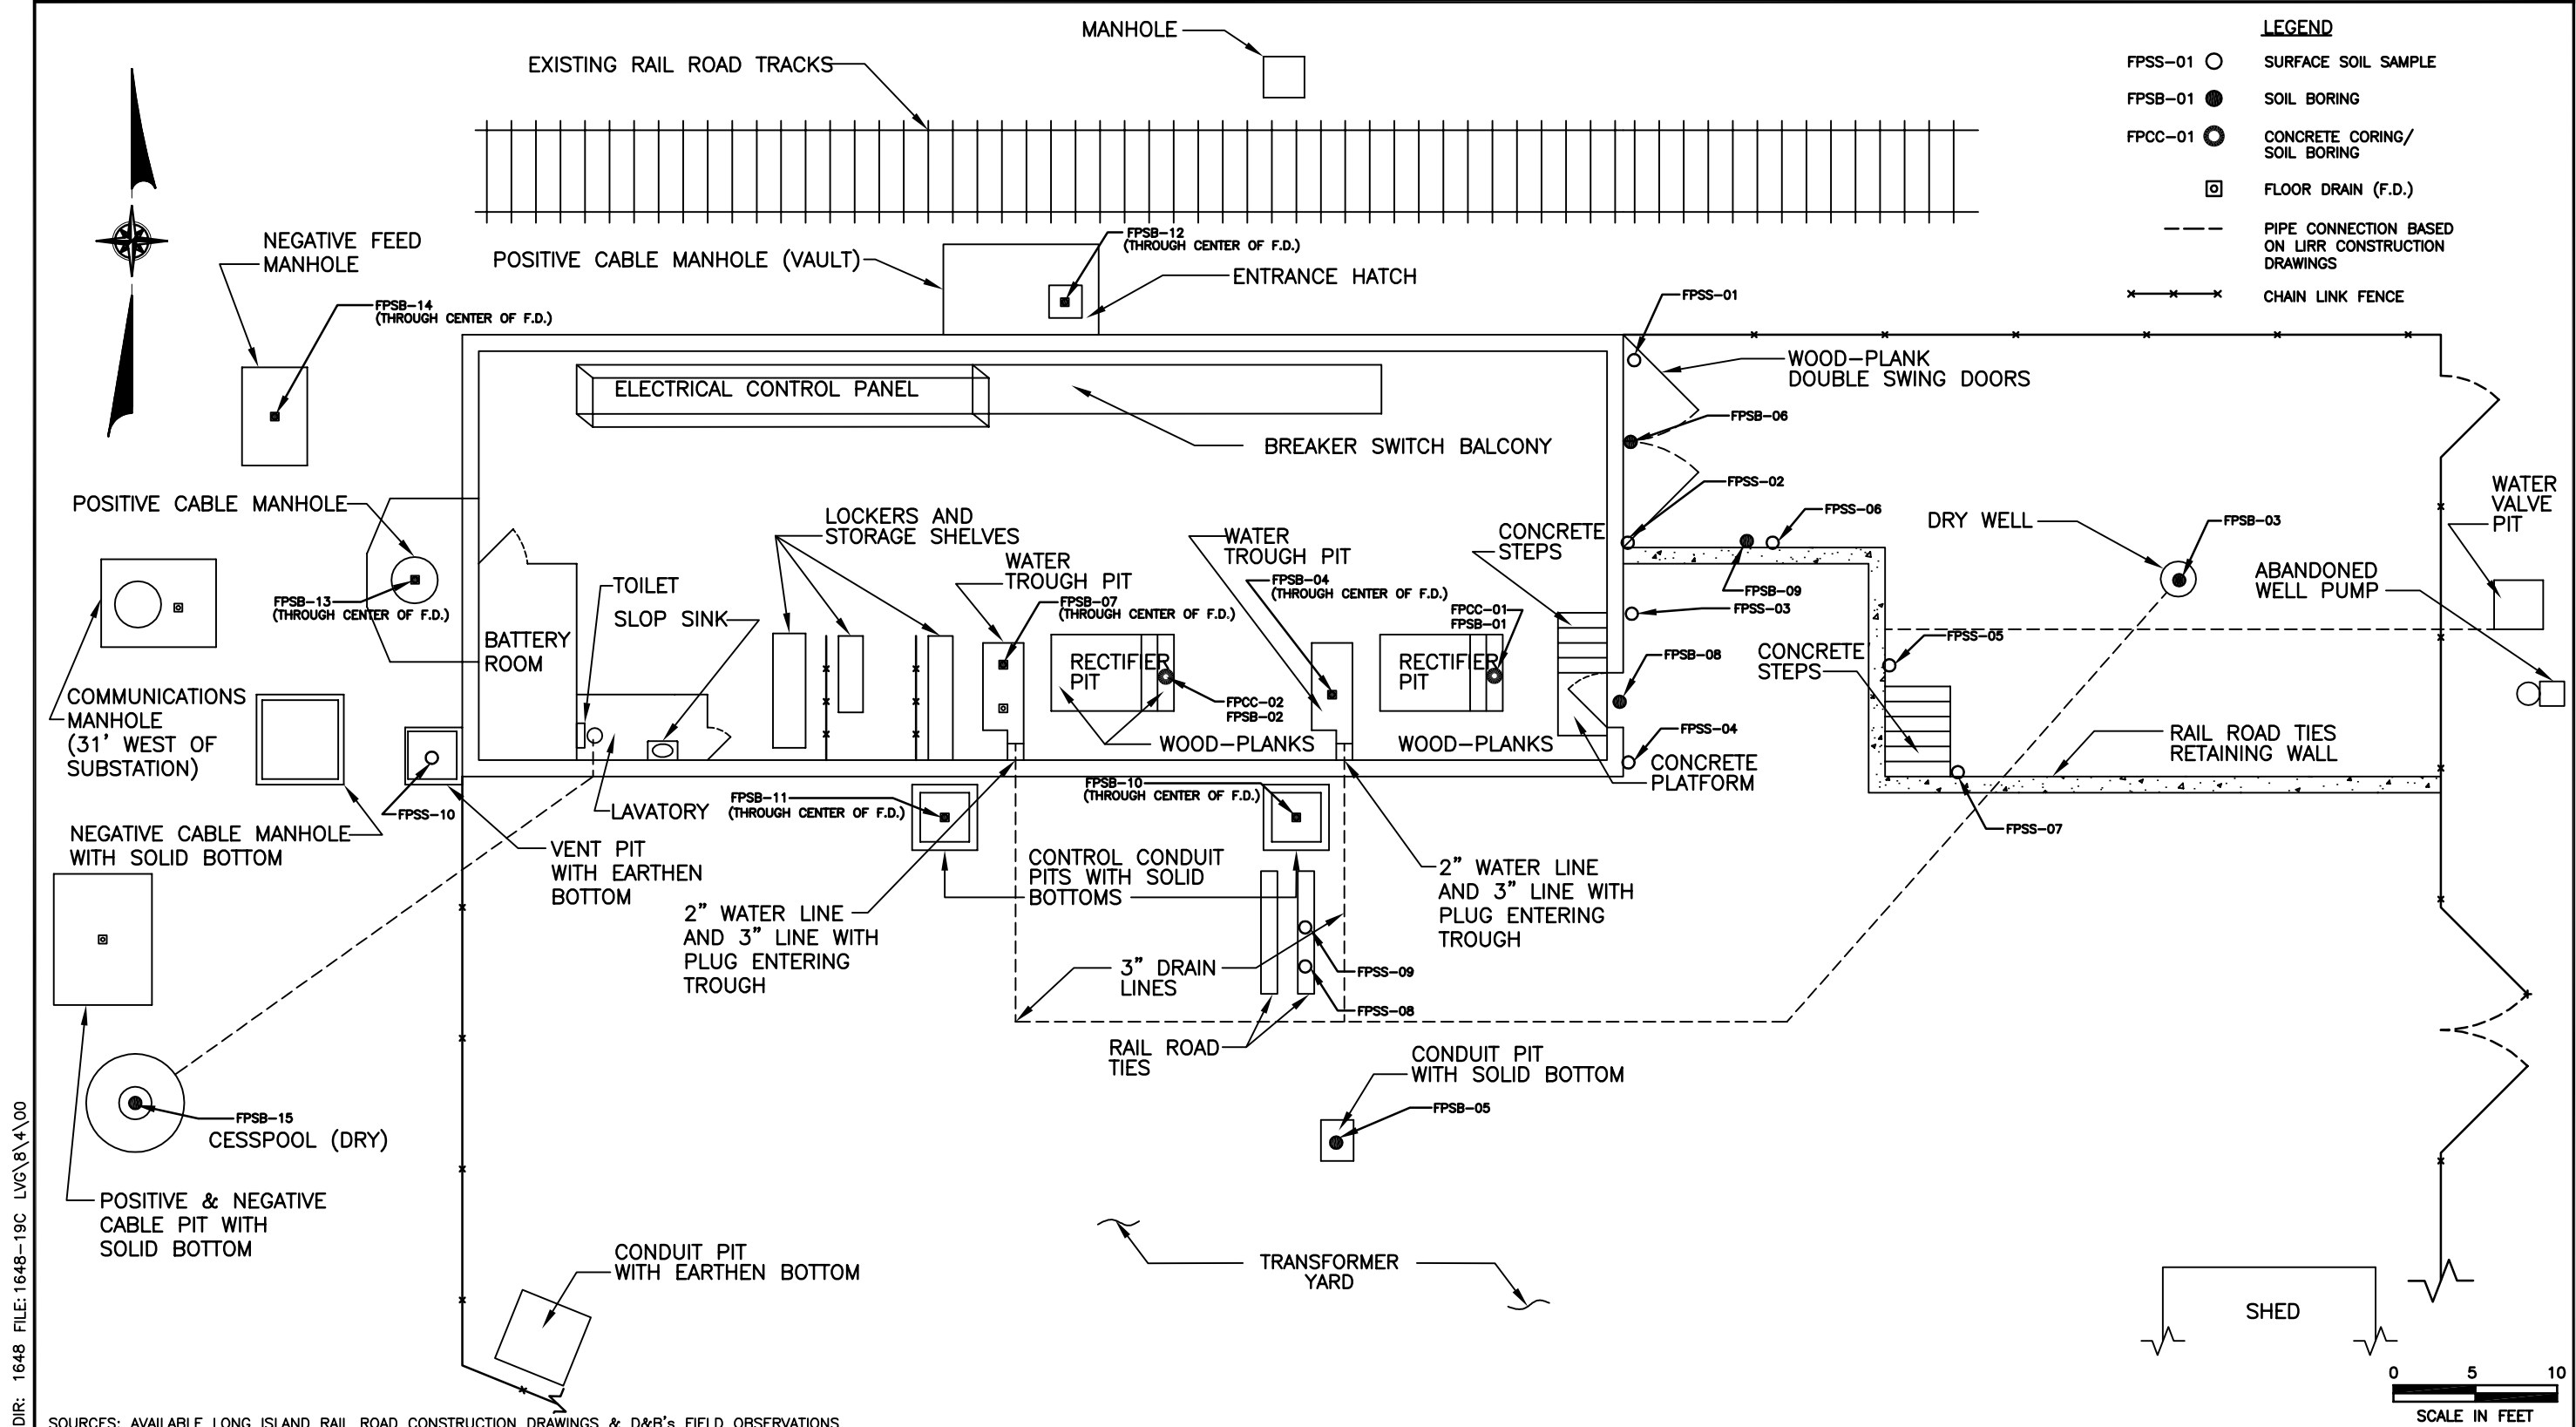 MANHOLE
EXISTING RAIL ROAD TRACKS
LEGEND
FPSS-01 SURFACE SOIL SAMPLE
FPSB-01 SOIL BORING
FPCC-01 CONCRETE CORING/
SOIL BORING
FLOOR DRAIN (F.D.)
PIPE CONNECTION BASED
ON LIRR CONSTRUCTION
DRAWINGS
CHAIN LINK FENCE
NEGATIVE FEED
MANHOLE
FPSB-14
(THROUGH CENTER OF F.D.)
POSITIVE CABLE MANHOLE (VAULT)
FPSB-12
(THROUGH CENTER OF F.D.)
ENTRANCE HATCH
FPSS-01
WOOD-PLANK
DOUBLE SWING DOORS
ELECTRICAL CONTROL PANEL
BREAKER SWITCH BALCONY
FPSB-06
FPSS-02
POSITIVE CABLE MANHOLE
FPSB-13
(THROUGH CENTER OF F.D.)
BATTERY
ROOM
TOILET
SLOP SINK
LOCKERS AND
STORAGE SHELVES
WATER
TROUGH PIT
FPSB-07
(THROUGH CENTER OF F.D.)
RECTIFIER
PIT
FPCC-02
FPSB-02
WATER
TROUGH PIT
FPSB-04
(THROUGH CENTER OF F.D.)
FPCC-01
FPSB-01
RECTIFIER
PIT
CONCRETE
STEPS
FPSS-06
FPSB-09
FPSS-03
FPSB-08
FPSS-04
DRY WELL
FPSB-03
WATER
VALVE
PIT
ABANDONED
WELL PUMP
FPSS-05
CONCRETE
STEPS
RAIL ROAD TIES
RETAINING WALL
FPSS-07
COMMUNICATIONS
MANHOLE
(31' WEST OF
SUBSTATION)
NEGATIVE CABLE MANHOLE
WITH SOLID BOTTOM
FPSS-10
VENT PIT
WITH EARTHEN
BOTTOM
LAVATORY
WOOD-PLANKS
WOOD-PLANKS
CONCRETE
PLATFORM
FPSB-11
(THROUGH CENTER OF F.D.)
FPSB-10
(THROUGH CENTER OF F.D.)
CONTROL CONDUIT
PITS WITH SOLID
BOTTOMS
2" WATER LINE
AND 3" LINE WITH
PLUG ENTERING
TROUGH
2" WATER LINE
AND 3" LINE WITH
PLUG ENTERING
TROUGH
3" DRAIN
LINES
FPSS-09
FPSS-08
RAIL ROAD
TIES
CONDUIT PIT
WITH SOLID BOTTOM
FPSB-05
FPSB-15
CESSPOOL (DRY)
POSITIVE & NEGATIVE
CABLE PIT WITH
SOLID BOTTOM
CONDUIT PIT
WITH EARTHEN BOTTOM
TRANSFORMER
YARD
SHED
0 5 10
SCALE IN FEET
DIR: 1648 FILE:1648-19C LVG\8\4\00
SOURCES: AVAILABLE LONG ISLAND RAIL ROAD CONSTRUCTION DRAWINGS & D&B's FIELD OBSERVATIONS